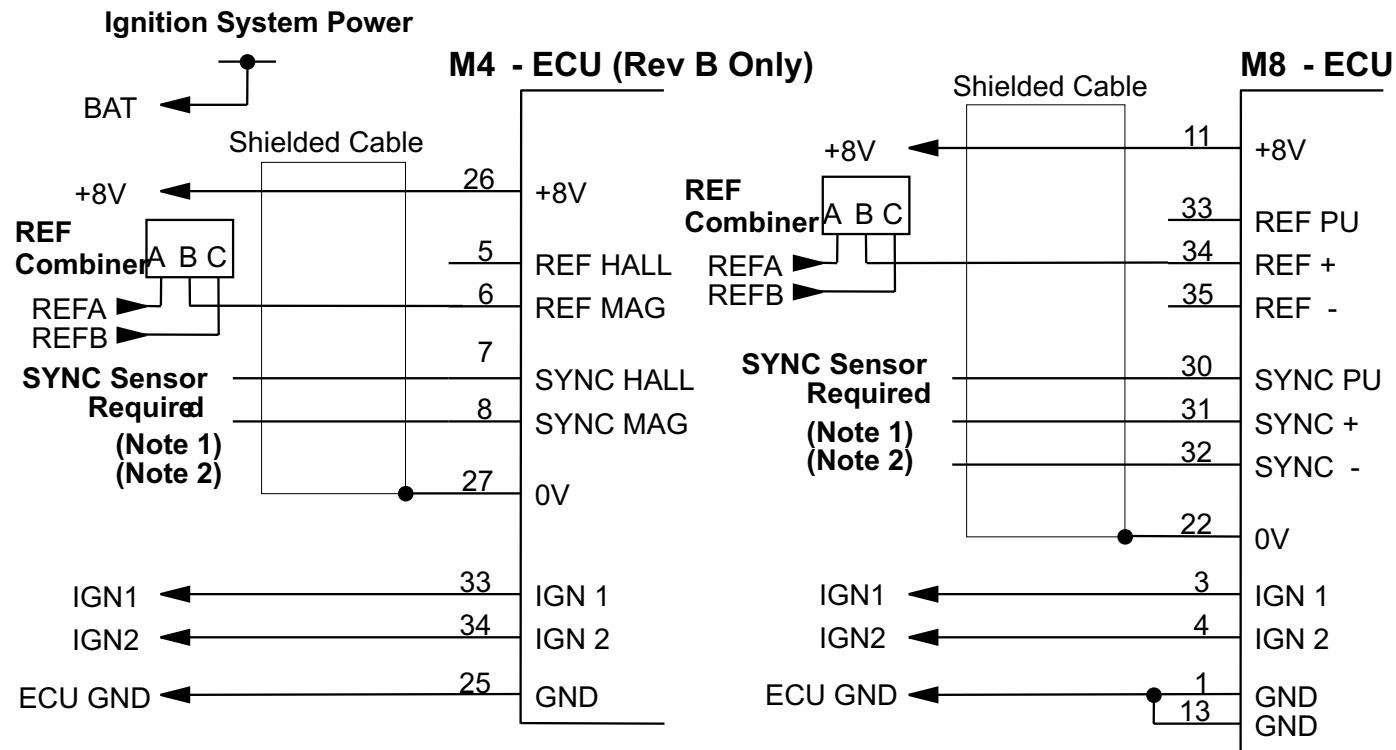 Ignition System Power
BAT
M4 - ECU (Rev B Only)
Shielded Cable
+8V
26
+8V
REF
Combiner
A B C
5
REF HALL
REFA
6
REF MAG
REFB
7
SYNC Sensor
Required
SYNC HALL
8
SYNC MAG
(Note 1)
(Note 2)
27
0V
IGN1
33
IGN 1
IGN2
34
IGN 2
ECU GND
25
GND
M8 - ECU
Shielded Cable
+8V
11
+8V
REF
Combiner
A B C
33
REF PU
REFA
34
REF +
REFB
35
REF -
SYNC Sensor
Required
30
SYNC PU
31
SYNC +
(Note 1)
(Note 2)
32
SYNC -
22
0V
IGN1
3
IGN 1
IGN2
4
IGN 2
ECU GND
1
GND
13
GND